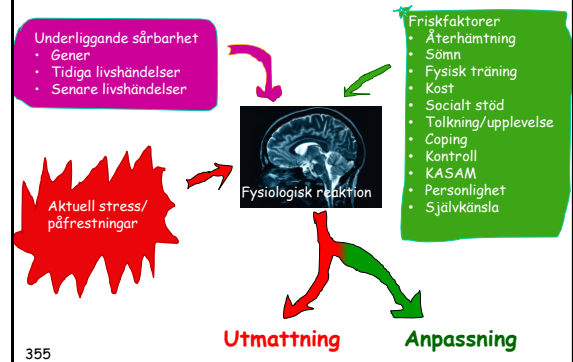 Underliggande sårbarhet
• Gener
• Tidiga livshändelser
• Senare livshändelser
Friskfaktorer
• Återhämtning
• Sömn
• Fysisk träning
• Kost
• Socialt stöd
• Tolkning/upplevelse
• Coping
• Kontroll
• KASAM
• Personlighet
• Självkänsla
Fysiologisk reaktion
Aktuell stress/
påfrestningar
Utmattning
Anpassning
355